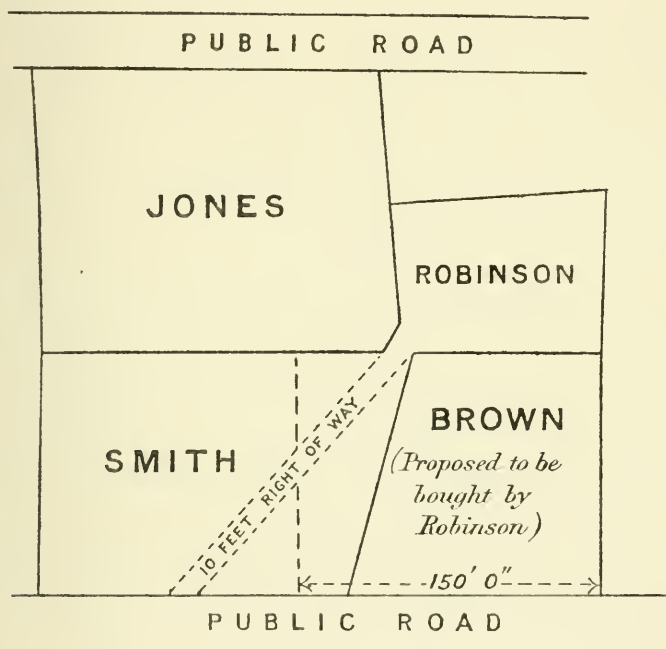 PUBLIC ROAD
JONES
ROBINSON
10 FEET RIGHT OF WAY
SMITH
BROWN
(Proposed to be
bought by
Robinson)
150' 0"
PUBLIC ROAD